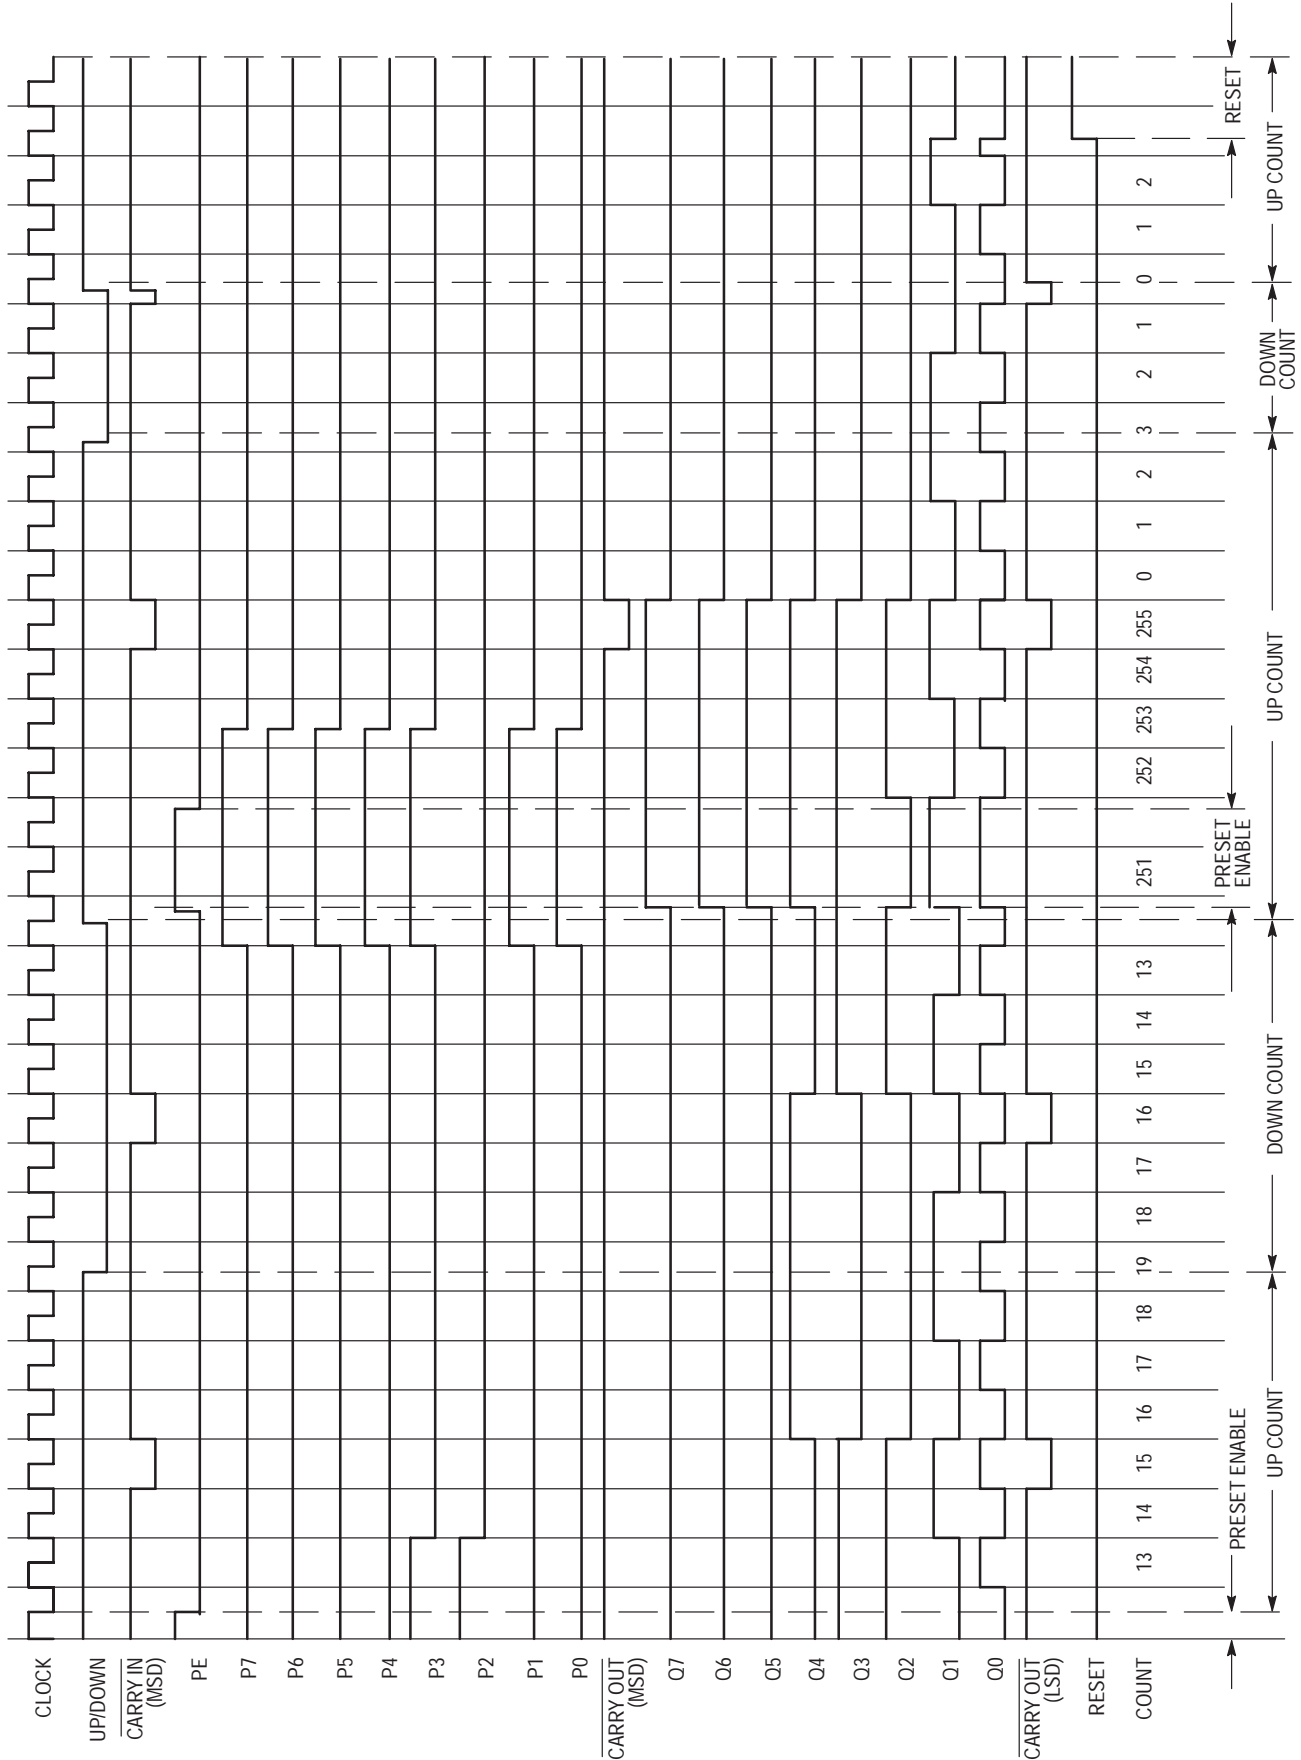 CLOCK
UP/DOWN
CARRY IN
(MSD)
PE
P7
P6
P5
P4
P3
P2
P1
P0
CARRY OUT
(MSD)
Q7
Q6
Q5
Q4
Q3
Q2
Q1
Q0
CARRY OUT
(LSD)
RESET
COUNT
13 14 15 16 17 18 19 18 17 16 15 14 13 251 252 253 254 255 0 1 2 3 2 1 0 1 2
PRESET ENABLE
PRESET
ENABLE
RESET
UP COUNT
DOWN COUNT
UP COUNT
DOWN
COUNT
UP COUNT